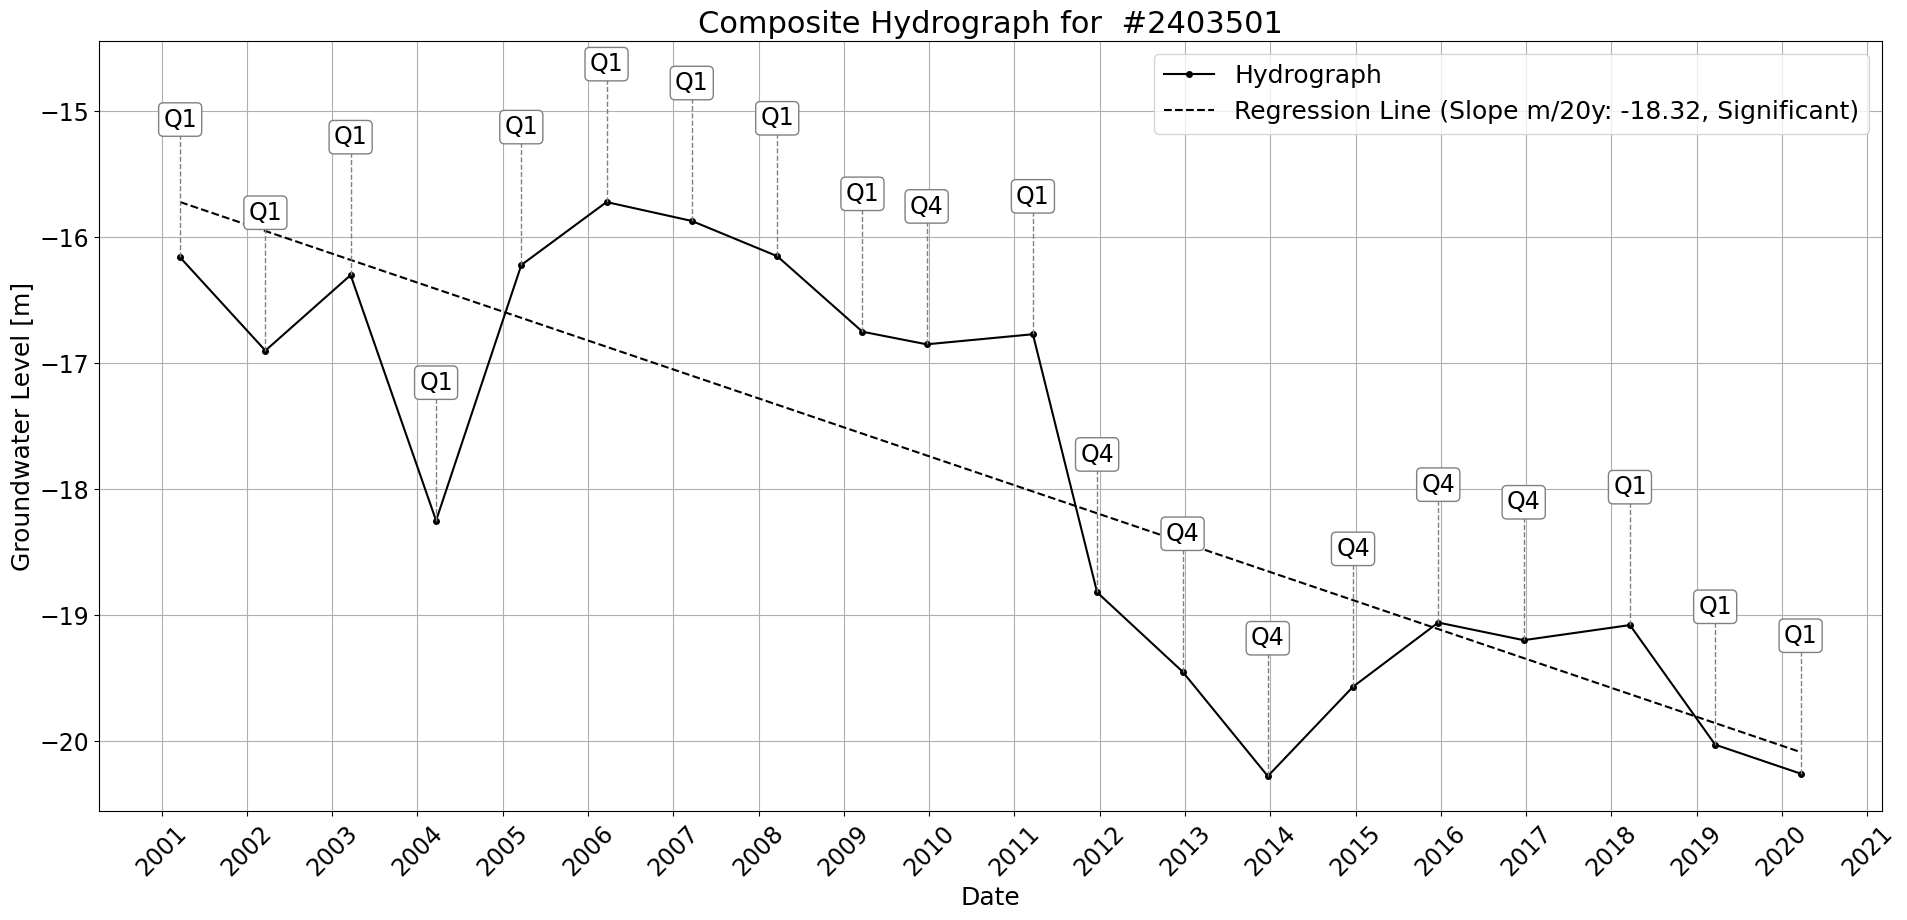 Composite Hydrograph for  #2403501
Hydrograph
Regression Line (Slope m/20y: -18.32, Significant)
Groundwater Level [m]
−15
−16
−17
−18
−19
−20
Q1
Q1
Q1
Q1
Q1
Q1
Q1
Q1
Q1
Q4
Q1
Q4
Q4
Q4
Q4
Q4
Q4
Q1
Q1
Q1
2001
2002
2003
2004
2005
2006
2007
2008
2009
2010
2011
2012
2013
2014
2015
2016
2017
2018
2019
2020
2021
Date